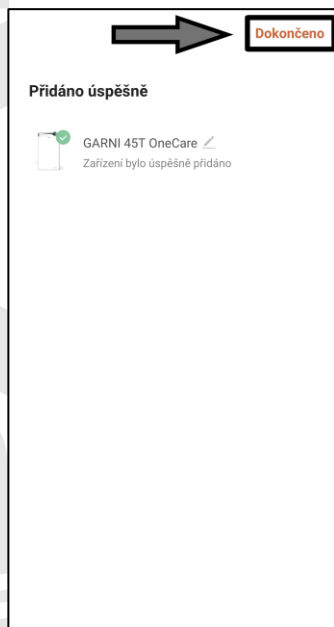 Dokončeno
Přidáno úspěšně
GARNI 45T OneCare
Zařízení bylo úspěšně přidáno